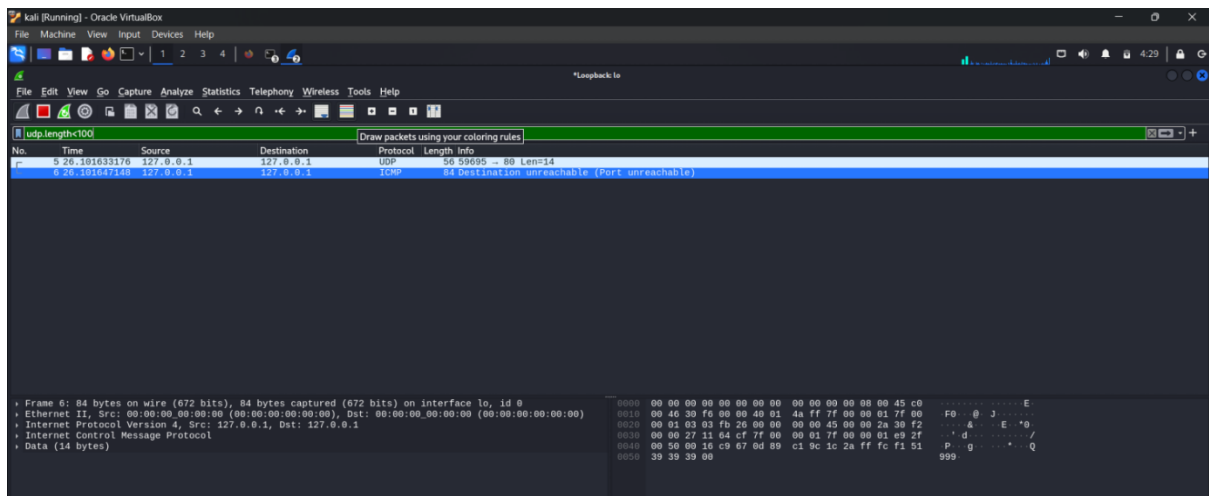 kali [Running] - Oracle VirtualBox
File Machine View Input Devices Help
1 2 3 4
4:29
*Loopback: lo
File Edit View Go Capture Analyze Statistics Telephony Wireless Tools Help
udp.length<100
Draw packets using your coloring rules
No. Time Source Destination Protocol Length Info
5 26.101633176 127.0.0.1 127.0.0.1 UDP 56 59695 → 80 Len=14
6 26.101647148 127.0.0.1 127.0.0.1 ICMP 84 Destination unreachable (Port unreachable)
Frame 6: 84 bytes on wire (672 bits), 84 bytes captured (672 bits) on interface lo, id 0
Ethernet II, Src: 00:00:00_00:00:00 (00:00:00:00:00:00), Dst: 00:00:00_00:00:00 (00:00:00:00:00:00)
Internet Protocol Version 4, Src: 127.0.0.1, Dst: 127.0.0.1
Internet Control Message Protocol
Data (14 bytes)
0000 00 00 00 00 00 00 00 00 00 00 00 00 08 00 45 c0 ········ ······E·
0010 00 46 30 f6 00 00 40 01 4a ff 7f 00 00 01 7f 00 ·F0···@· J·······
0020 00 01 03 03 fb 26 00 00 00 00 45 00 00 2a 30 f2 ·····&·· ··E··*0·
0030 00 00 27 11 64 cf 7f 00 00 01 7f 00 00 01 e9 2f ··'·d··· ·······/
0040 00 50 00 16 c9 67 0d 89 c1 9c 1c 2a ff fc f1 51 ·P···g·· ···*···Q
0050 39 39 39 00 999·